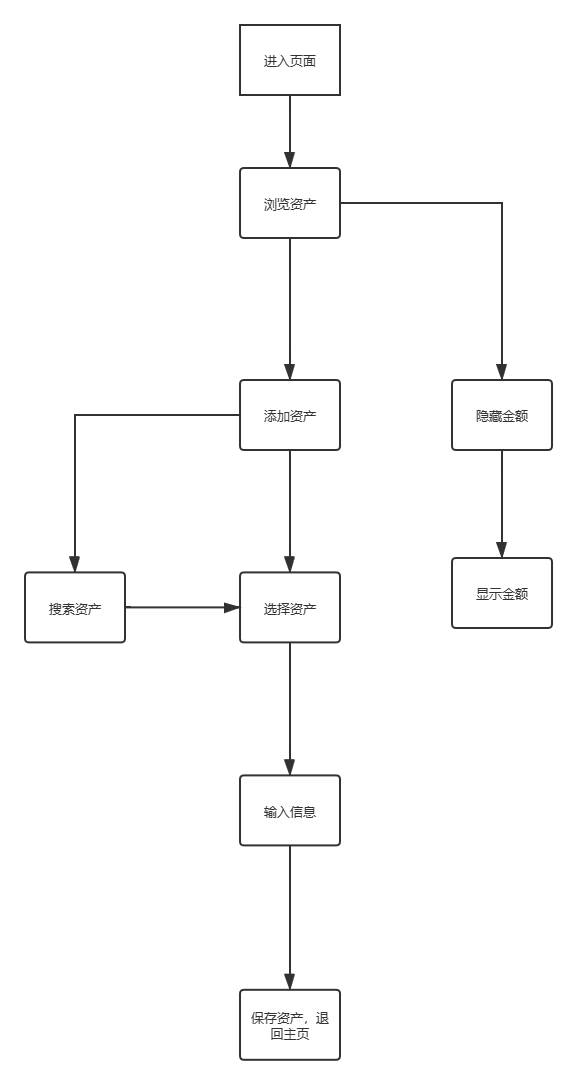 进入页面
浏览资产
添加资产
隐藏金额
搜索资产
选择资产
显示金额
输入信息
保存资产，退
回主页